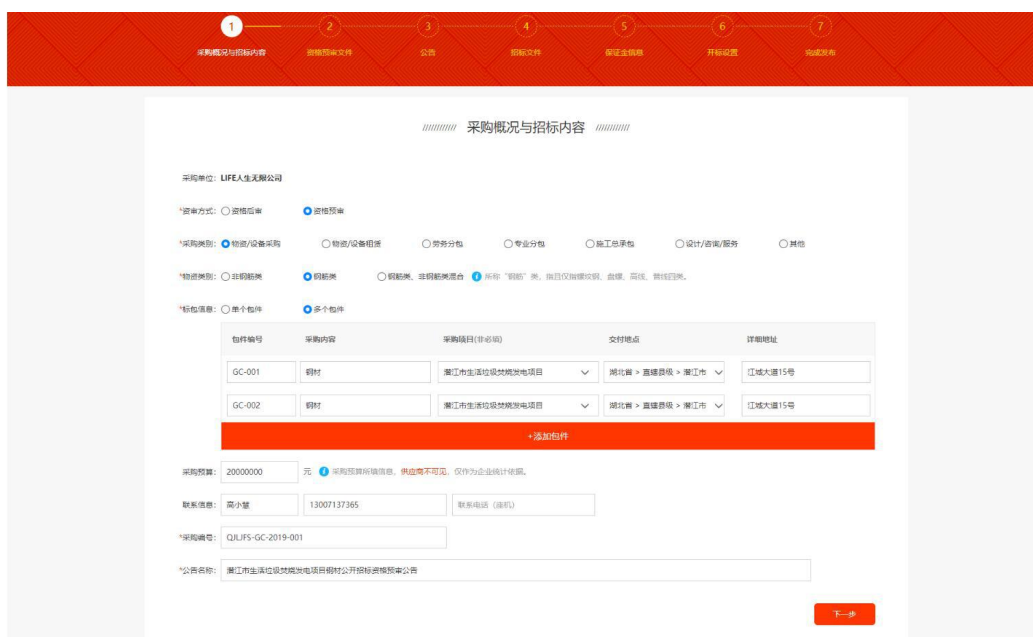 1 2 3 4 5 6 7
采购概况与招标内容 资格预审文件 公告 招标文件 保证金信息 开标设置 完成发布
采购概况与招标内容
采购单位: LIFE人生无限公司
*资审方式: 资格后审 资格预审
*采购类别: 物资/设备采购 物资/设备租赁 劳务分包 专业分包 施工总承包 设计/咨询/服务 其他
*物资类别: 非钢筋类 钢筋类 钢筋类、非钢筋类混合 i 所称“钢筋”类,指且仅指螺纹钢、盘螺、高线、普线四类。
*标包信息: 单个包件 多个包件
包件编号 采购内容 采购项目(非必填) 交付地点 详细地址
GC-001 钢材 潜江市生活垃圾焚烧发电项目 湖北省 > 直辖县级 > 潜江市 江城大道15号
GC-002 钢材 潜江市生活垃圾焚烧发电项目 湖北省 > 直辖县级 > 潜江市 江城大道15号
+添加包件
采购预算: 20000000 元 i 采购预算所填信息,供应商不可见,仅作为企业统计依据。
联系信息: 高小慧 13007137365 联系电话(座机)
*采购编号: QJLJFS-GC-2019-001
*公告名称: 潜江市生活垃圾焚烧发电项目钢材公开招标资格预审公告
下一步